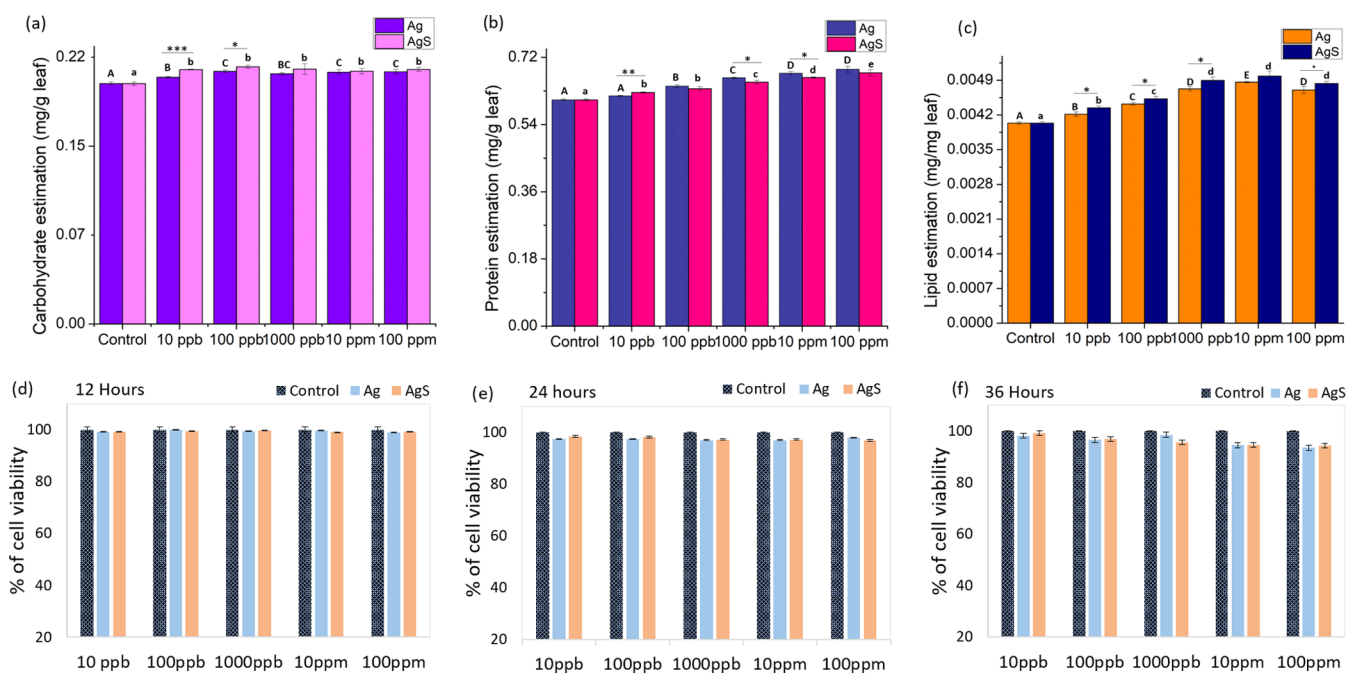 (a)
Ag
AgS
Carbohydrate estimation (mg/g leaf)
0.22
0.15
0.07
0.00
A a
*** B b
* C b
BC b
C b
C b
Control 10 ppb 100 ppb 1000 ppb 10 ppm 100 ppm
(b)
Ag
AgS
Protein estimation (mg/g leaf)
0.72
0.54
0.36
0.18
0.00
A a
** A b
B b
* C c
* D d
D e
Control 10 ppb 100 ppb 1000 ppb 10 ppm 100 ppm
(c)
Ag
AgS
Lipid estimation (mg/mg leaf)
0.0049
0.0042
0.0035
0.0028
0.0021
0.0014
0.0007
0.0000
A a
* B b
* C c
* D d
E d
D d
Control 10 ppb 100 ppb 1000 ppb 10 ppm 100 ppm
(d) 12 Hours
Control Ag AgS
% of cell viability
100
80
60
40
20
10 ppb 100ppb 1000ppb 10ppm 100ppm
(e) 24 hours
Control Ag AgS
% of cell viability
100
80
60
40
20
10ppb 100ppb 1000ppb 10ppm 100ppm
(f) 36 Hours
Control Ag AgS
% of cell viability
100
80
60
40
20
10ppb 100ppb 1000ppb 10ppm 100ppm